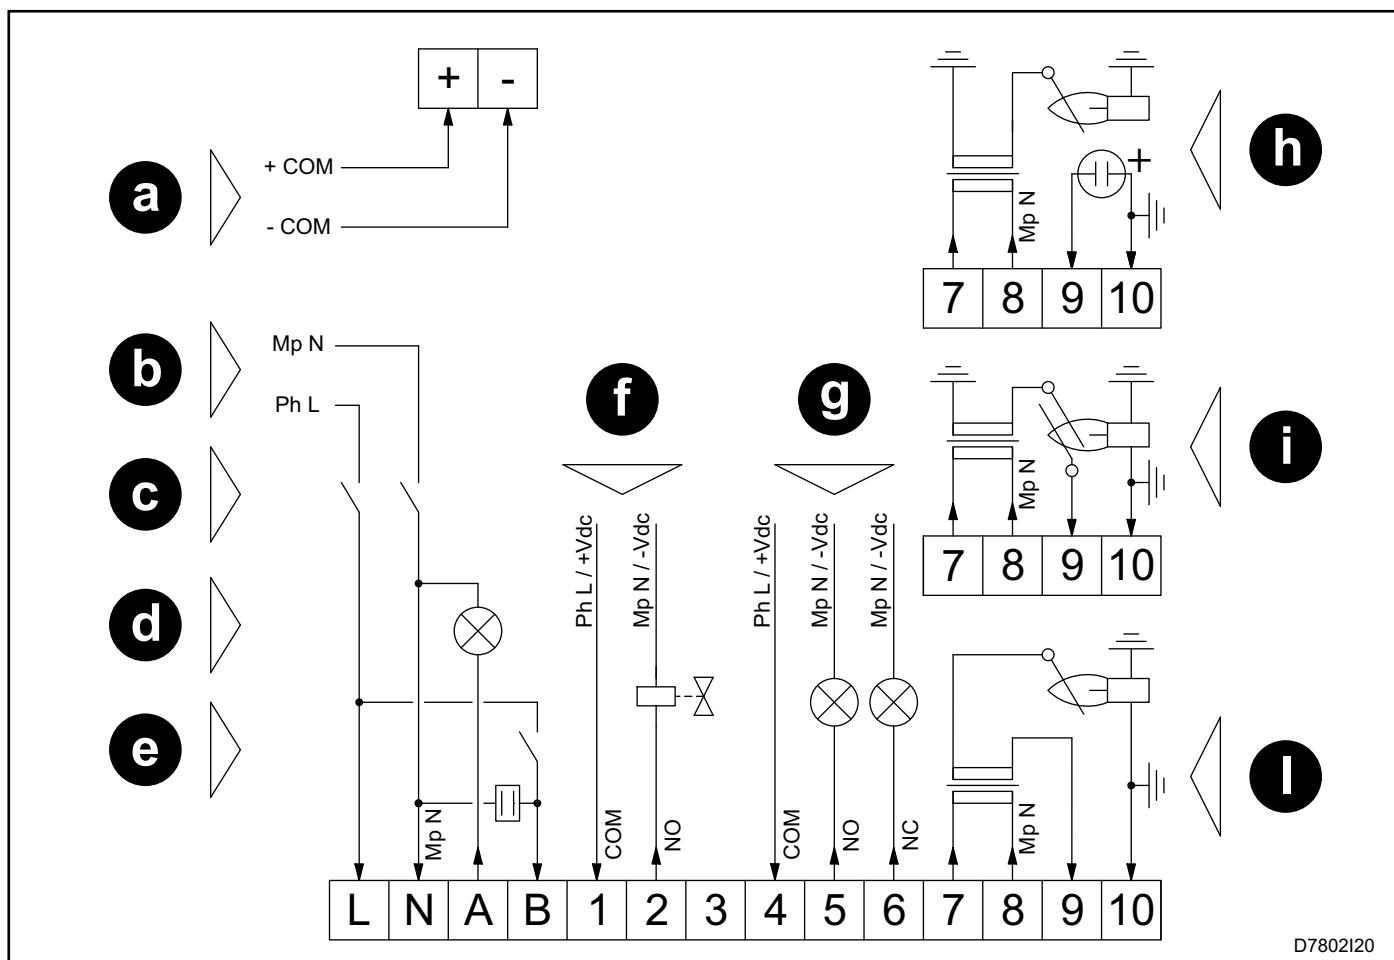 + -
a
+ COM
- COM
h
+
Mp N
7 8 9 10
b
Mp N
Ph L
f
g
i
Mp N
7 8 9 10
c
Ph L / +Vdc
Mp N / -Vdc
Ph L / +Vdc
Mp N / -Vdc
Mp N / -Vdc
d
e
l
Mp N
COM
NO
COM
NO
NC
Mp N
L N A B 1 2 3 4 5 6 7 8 9 10
D7802I20